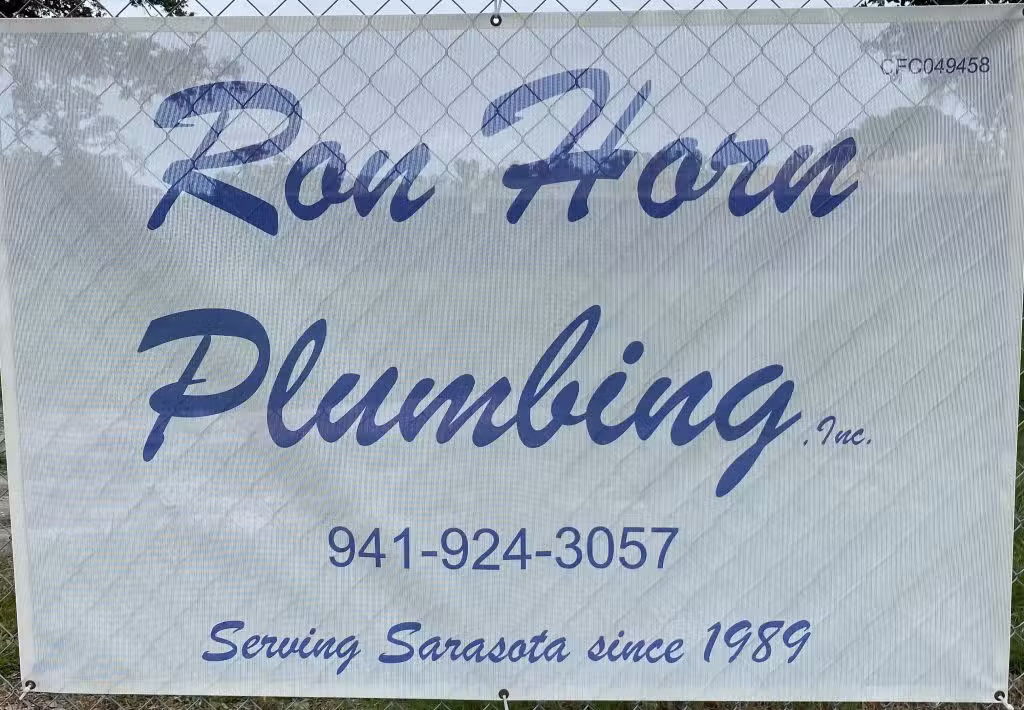 CFC049458
Ron Horn
Plumbing, Inc.
941-924-3057
Serving Sarasota since 1989